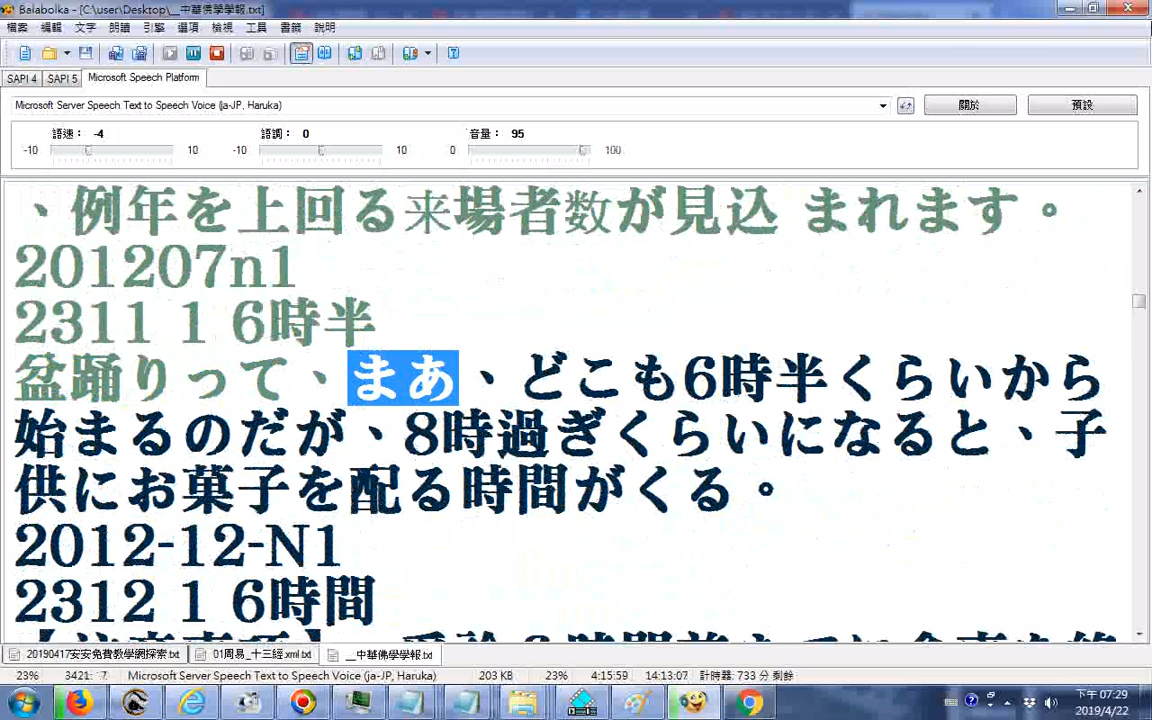 Balabolka - [C:\user\Desktop\__中華佛學學報.txt]
檔案 編輯 文字 朗讀 引擎 選項 檢視 工具 書籤 說明
SAPI 4 SAPI 5 Microsoft Speech Platform
Microsoft Server Speech Text to Speech Voice (ja-JP, Haruka) 關於 預設
語速： -4 語調： 0 音量： 95
-10 10 -10 10 0 100
、例年を上回る来場者数が見込 まれます。
201207n1
2311 1 6時半
盆踊りって、まあ、どこも6時半くらいから
始まるのだが、8時過ぎくらいになると、子
供にお菓子を配る時間がくる。
2012-12-N1
2312 1 6時間
20190417安安免費教學網探索.txt 01周易_十三經.xml.txt __中華佛學學報.txt
23% 3421: 7 Microsoft Server Speech Text to Speech Voice (ja-JP, Haruka) 203 KB 23% 4:15:59 14:13:07 計時器: 733 分 剩餘
下午 07:29
2019/4/22